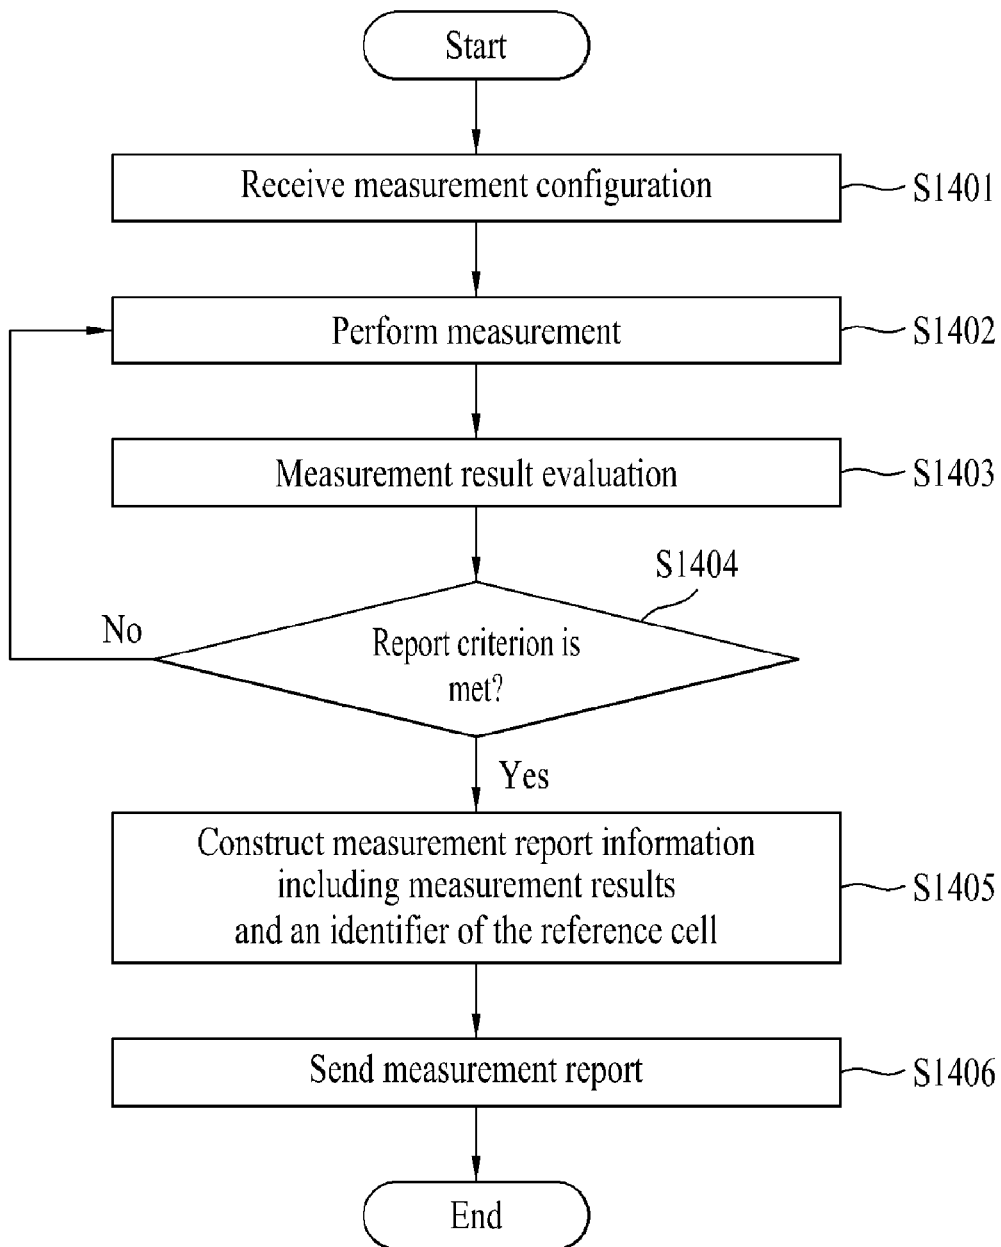 Start
Receive measurement configuration
S1401
Perform measurement
S1402
Measurement result evaluation
S1403
S1404
Report criterion is
met?
No
Yes
Construct measurement report information
including measurement results
and an identifier of the reference cell
S1405
Send measurement report
S1406
End